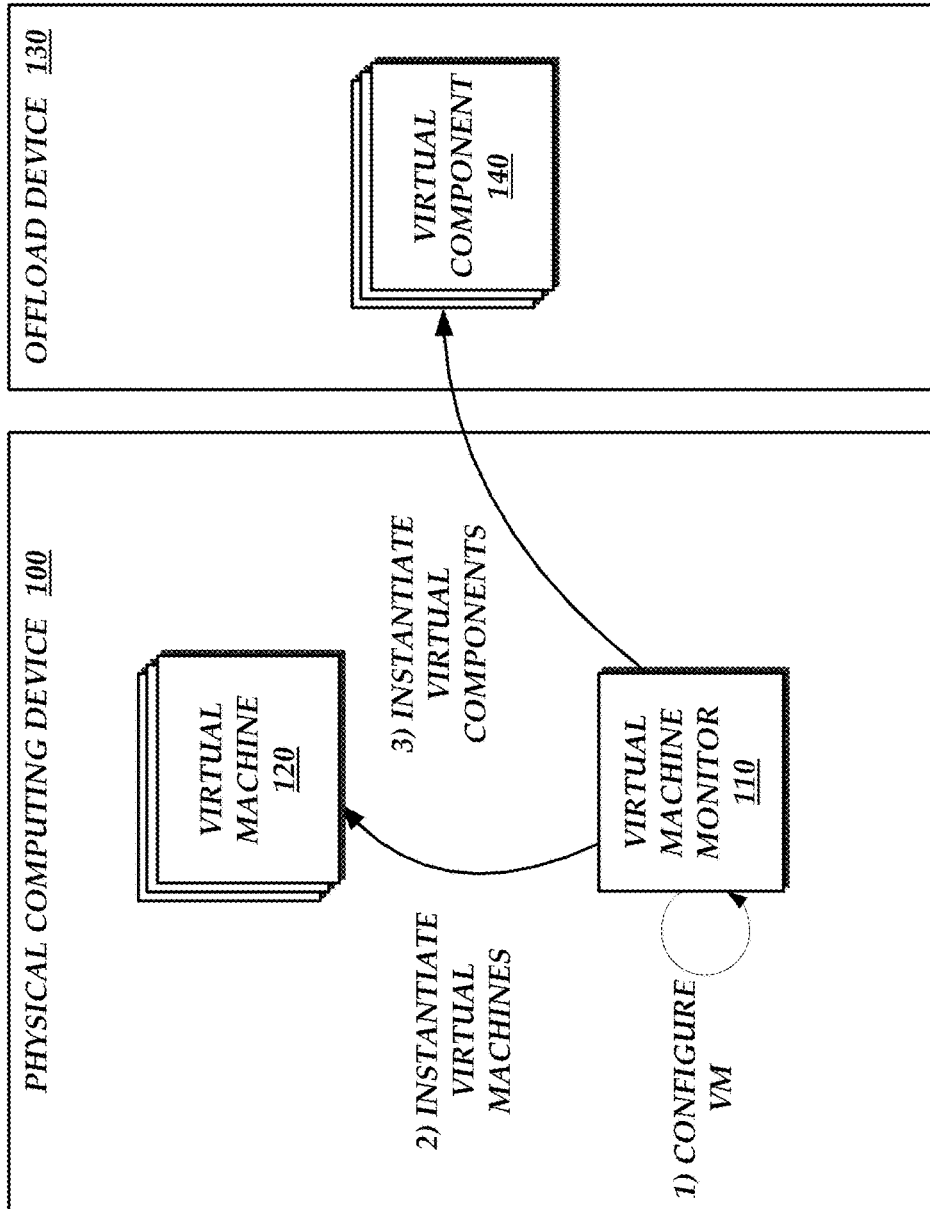 PHYSICAL COMPUTING DEVICE 100
VIRTUAL
MACHINE
120
2) INSTANTIATE
VIRTUAL
MACHINES
3) INSTANTIATE
VIRTUAL
COMPONENTS
1) CONFIGURE
VM
VIRTUAL
MACHINE
MONITOR
110
OFFLOAD DEVICE 130
VIRTUAL
COMPONENT
140